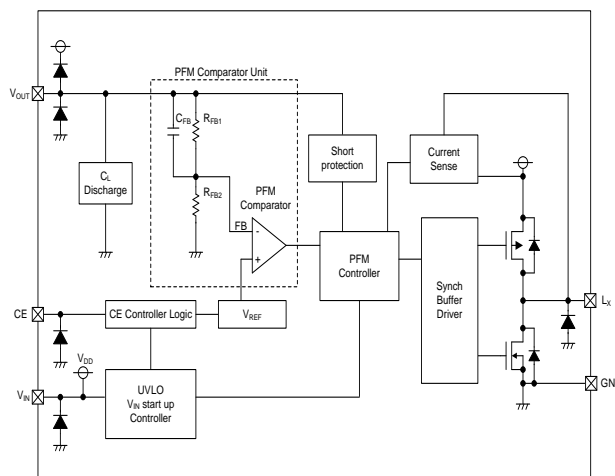 PFM Comparator Unit
VOUT
CFB
RFB1
CL
Discharge
RFB2
PFM
Comparator
FB
-
+
Short
protection
Current
Sense
PFM
Controller
Synch
Buffer
Driver
LX
CE
CE Controller Logic
VREF
VDD
VIN
UVLO
VIN start up
Controller
GN